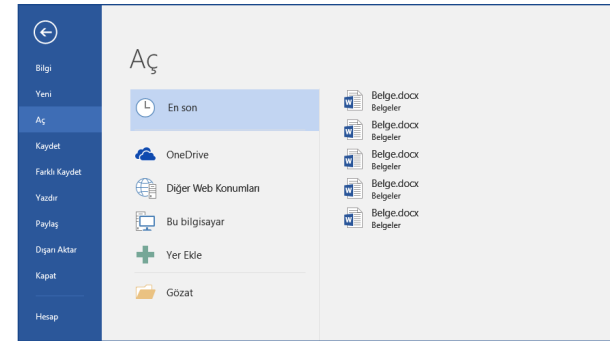 Bilgi
Yeni
Aç
Kaydet
Farklı Kaydet
Yazdır
Paylaş
Dışarı Aktar
Kapat
Hesap
Aç
En son
OneDrive
Diğer Web Konumları
Bu bilgisayar
Yer Ekle
Gözat
Belge.docx
Belgeler
Belge.docx
Belgeler
Belge.docx
Belgeler
Belge.docx
Belgeler
Belge.docx
Belgeler